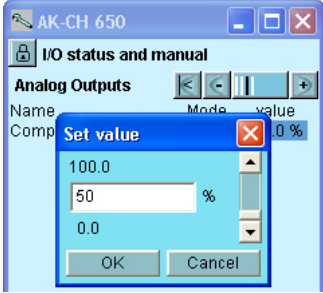 AK-CH 650
I/O status and manual
Analog Outputs
Name Mode value
Comp .0 %
Set value
100.0
50 %
0.0
OK Cancel